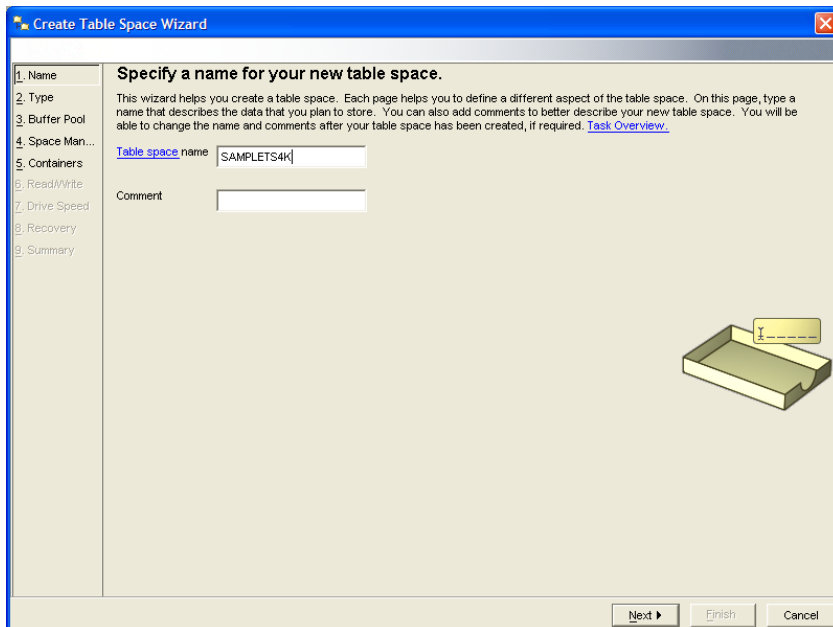 Create Table Space Wizard
1. Name
2. Type
3. Buffer Pool
4. Space Man...
5. Containers
6. Read/Write
7. Drive Speed
8. Recovery
9. Summary
Specify a name for your new table space.
This wizard helps you create a table space. Each page helps you to define a different aspect of the table space. On this page, type a
name that describes the data that you plan to store. You can also add comments to better describe your new table space. You will be
able to change the name and comments after your table space has been created, if required. Task Overview.
Table space name SAMPLETS4K
Comment
Next Finish Cancel